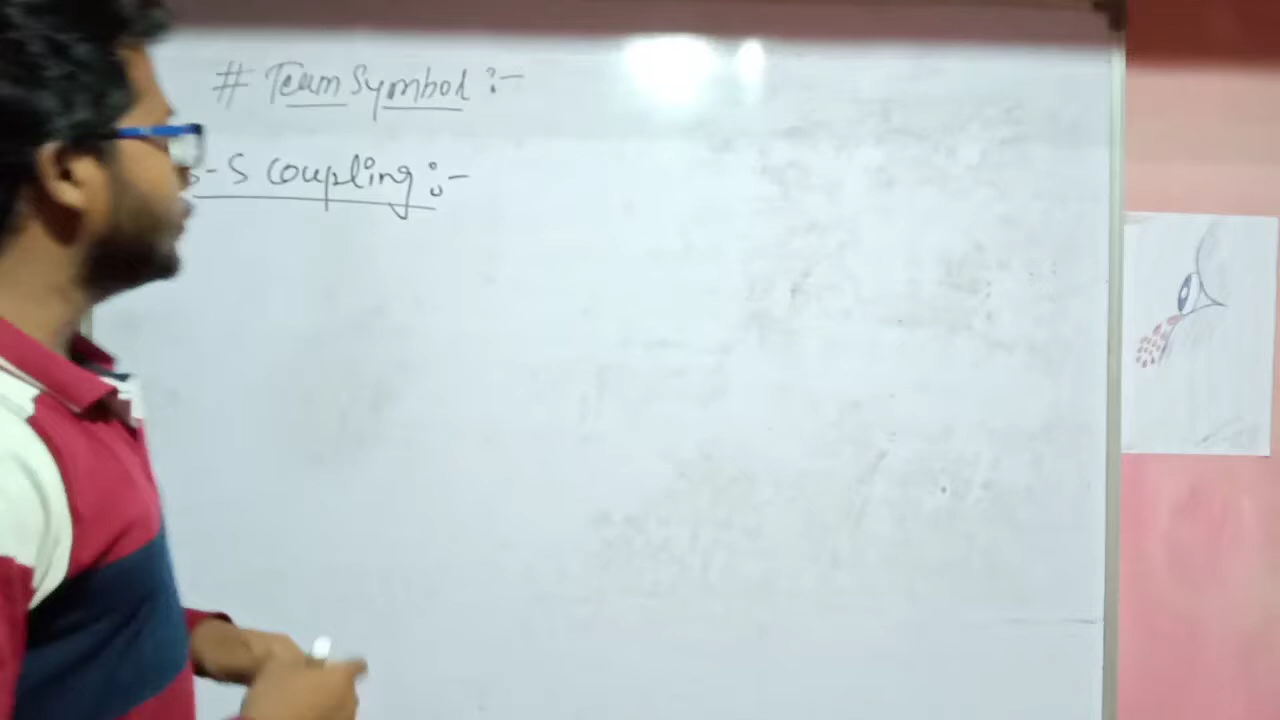 # Team Symbol :-
S-S coupling :-